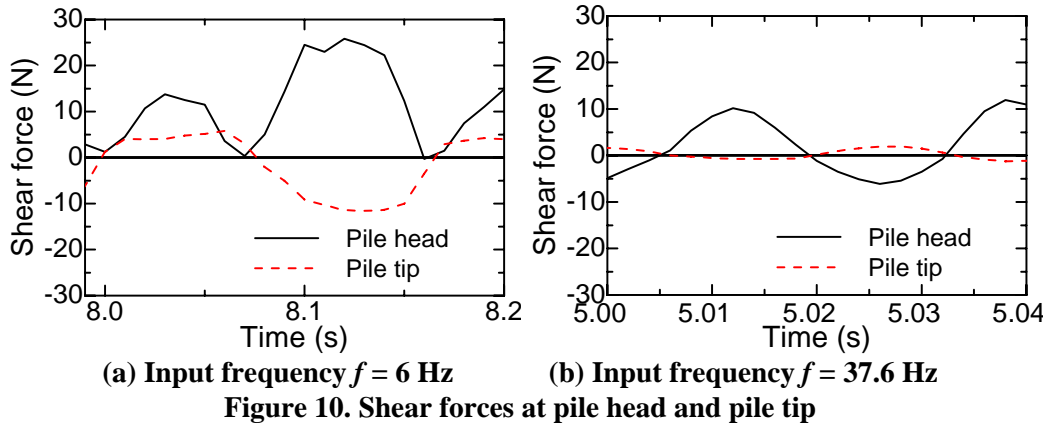 Shear force (N)
30
20
10
0
-10
-20
-30
Pile head
Pile tip
8.0
8.1
8.2
Time (s)
(a) Input frequency f = 6 Hz
Shear force (N)
30
20
10
0
-10
-20
-30
Pile head
Pile tip
5.00
5.01
5.02
5.03
5.04
Time (s)
(b) Input frequency f = 37.6 Hz
Figure 10. Shear forces at pile head and pile tip